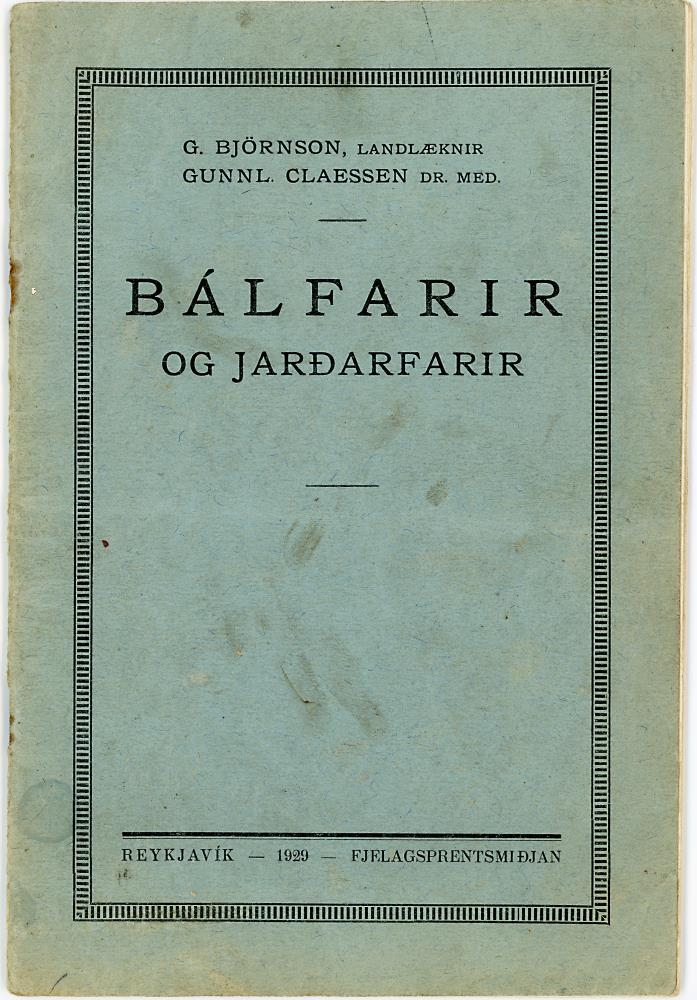 G. BJÖRNSON, LANDLÆKNIR
GUNNL. CLAESSEN DR. MED.
BÁLFARIR
OG JARÐARFARIR
REYKJAVÍK — 1929 — FJELAGSPRENTSMIÐJAN